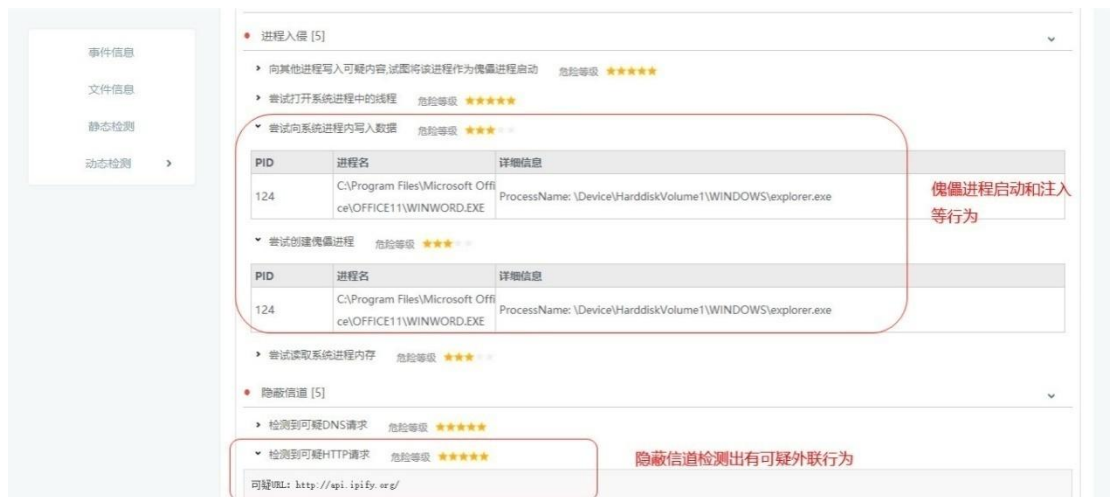 事件信息
文件信息
静态检测
动态检测
进程入侵 [5]
向其他进程写入可疑内容,试图将该进程作为傀儡进程启动 危险等级
尝试打开系统进程中的线程 危险等级
尝试向系统进程内写入数据 危险等级
PID 进程名 详细信息
124 C:\Program Files\Microsoft Offi
ce\OFFICE11\WINWORD.EXE ProcessName: \Device\HarddiskVolume1\WINDOWS\explorer.exe
傀儡进程启动和注入
等行为
尝试创建傀儡进程 危险等级
PID 进程名 详细信息
124 C:\Program Files\Microsoft Offi
ce\OFFICE11\WINWORD.EXE ProcessName: \Device\HarddiskVolume1\WINDOWS\explorer.exe
尝试读取系统进程内存 危险等级
隐蔽信道 [5]
检测到可疑DNS请求 危险等级
检测到可疑HTTP请求 危险等级
隐蔽信道检测出有可疑外联行为
可疑URL: http://api.ipify.org/